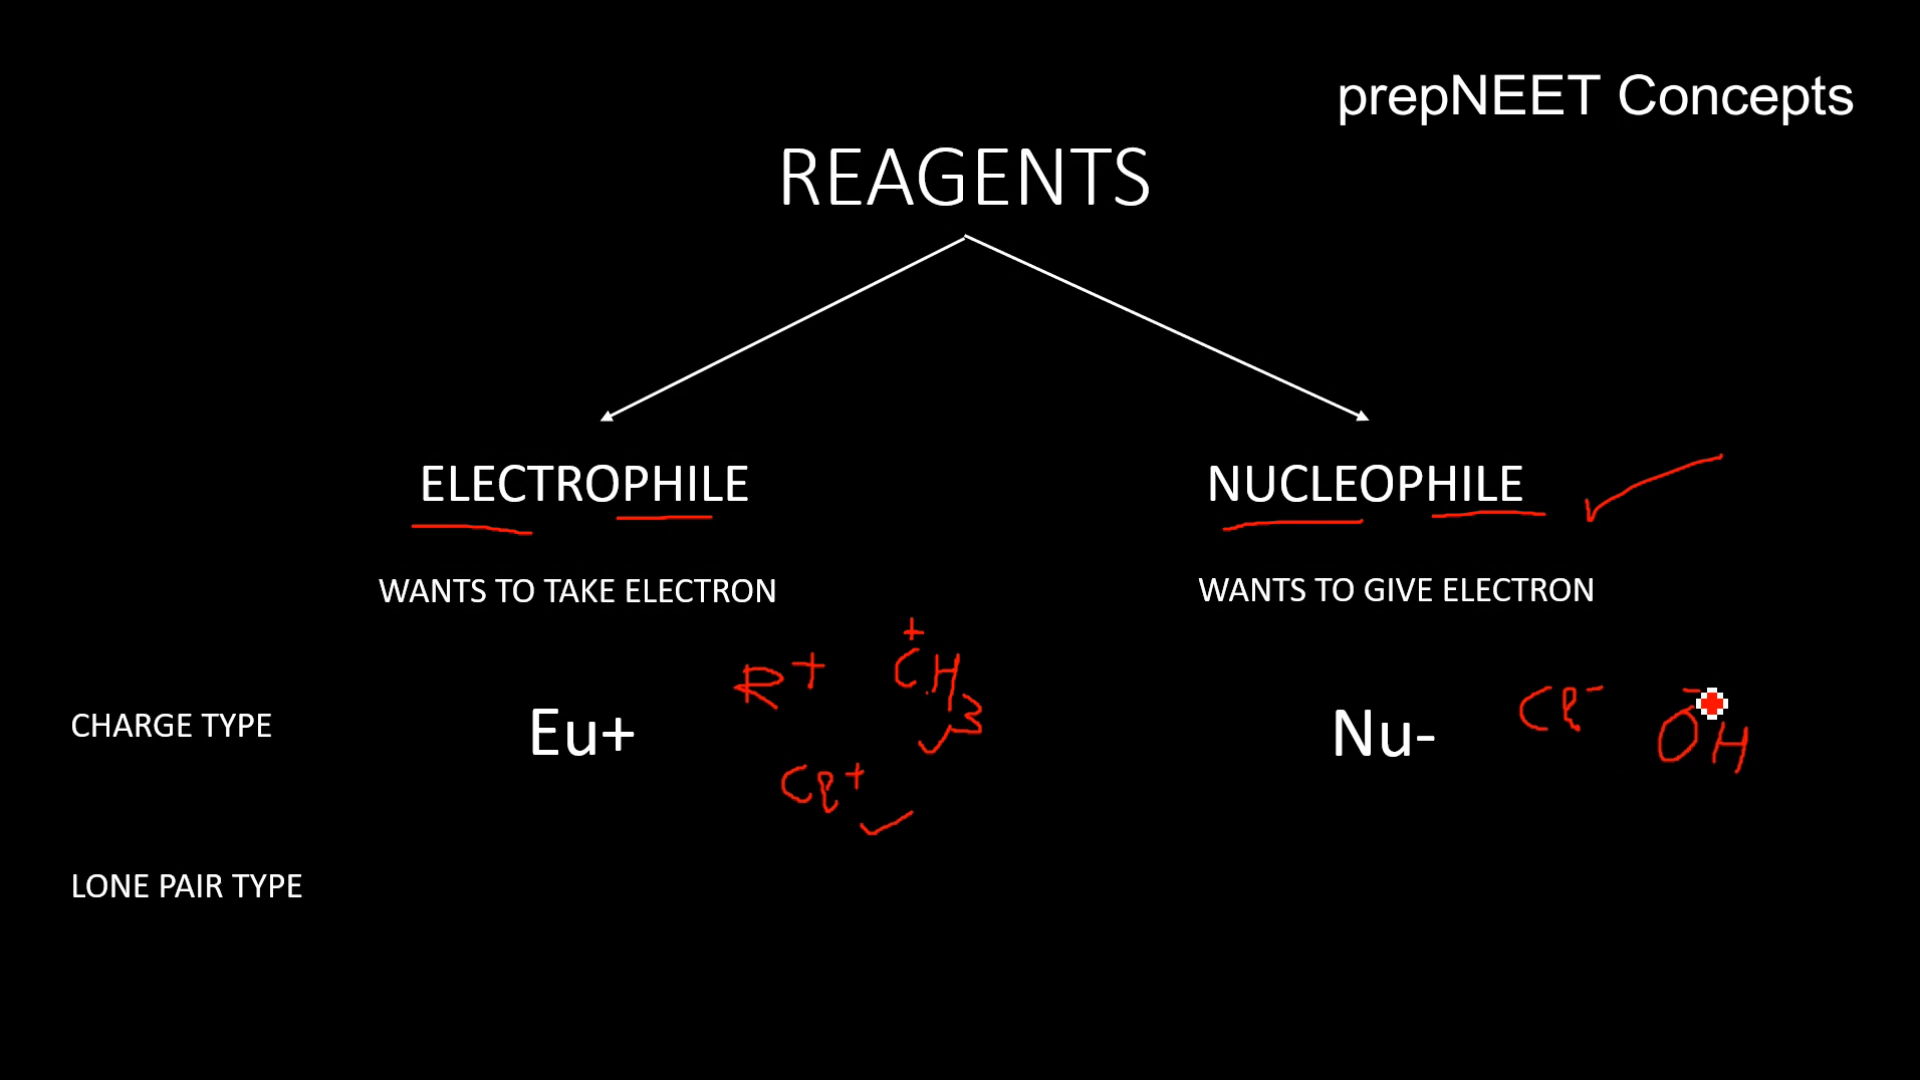 prepNEET Concepts
REAGENTS
ELECTROPHILE
NUCLEOPHILE
WANTS TO TAKE ELECTRON
WANTS TO GIVE ELECTRON
CHARGE TYPE
Eu+
R+
+
CH3
Cl+
Nu-
Cl-
-
OH
LONE PAIR TYPE